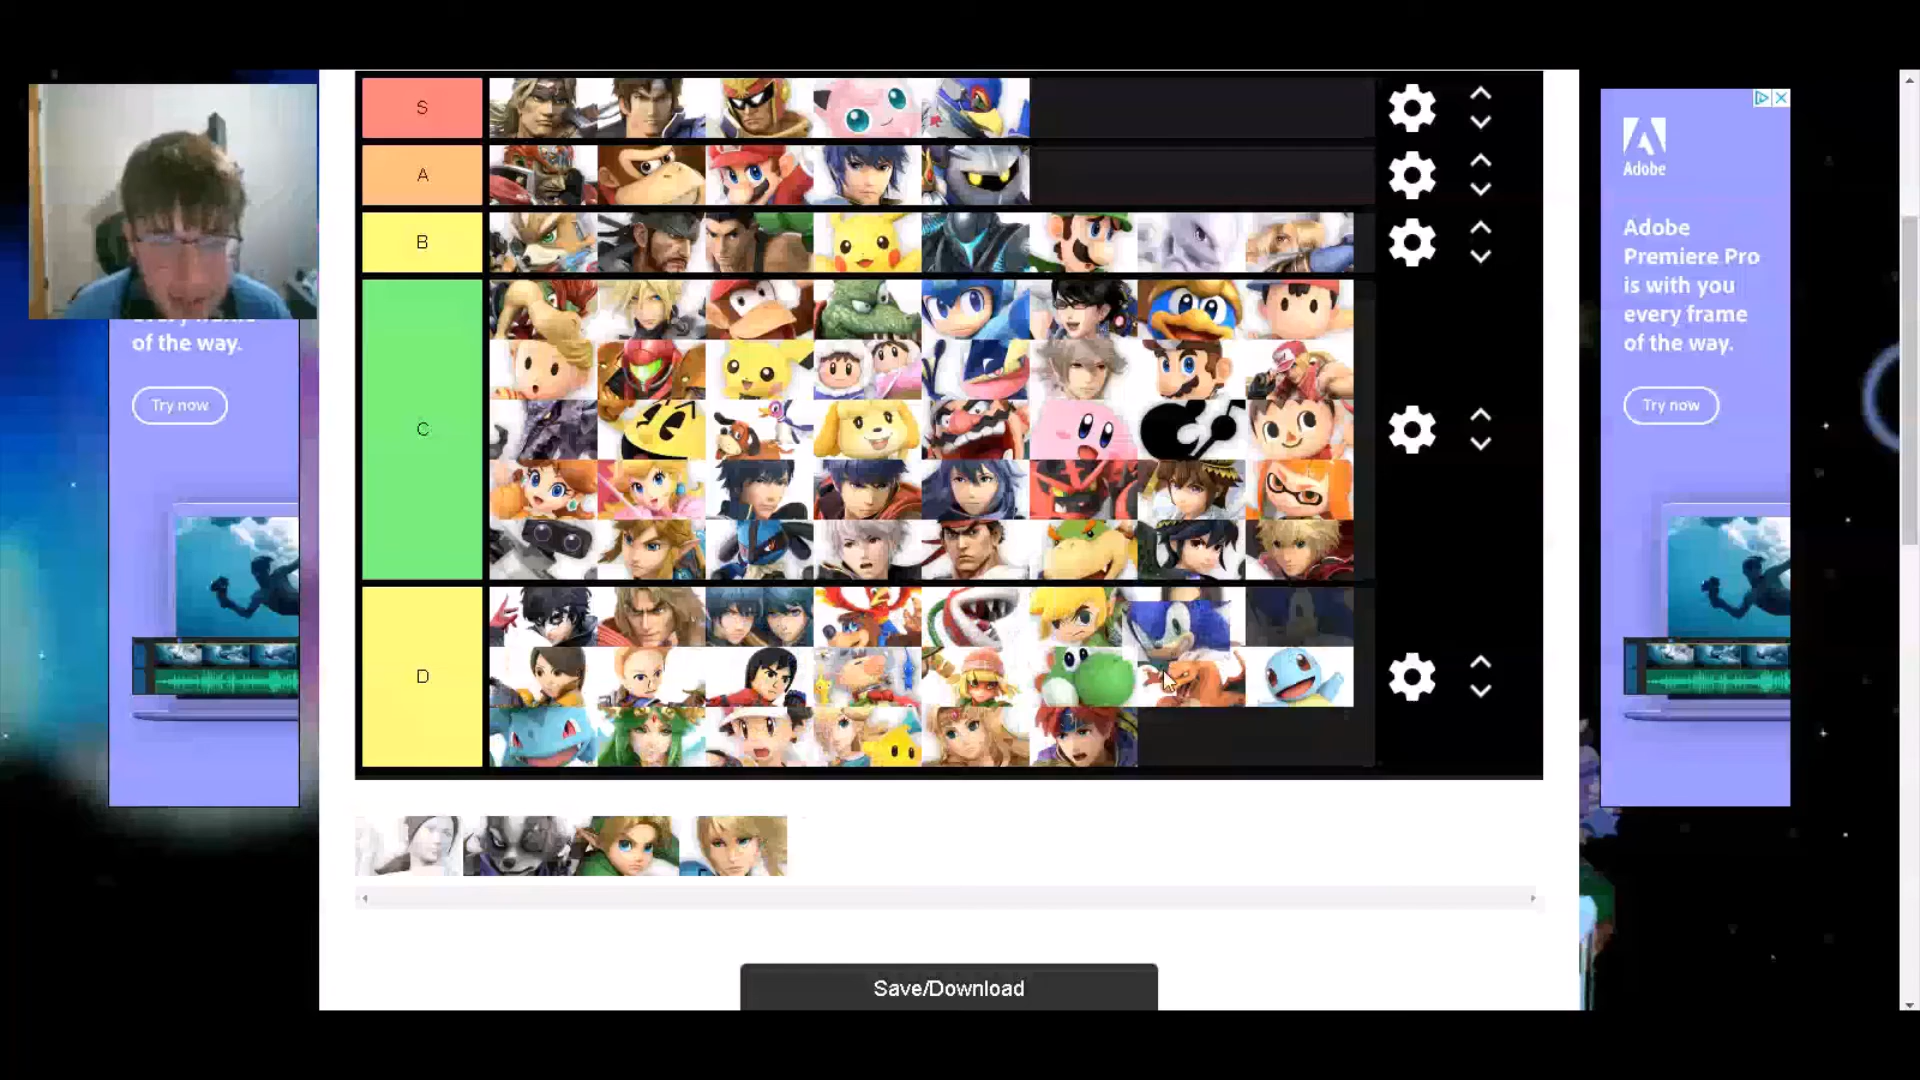 S
A
B
C
D
of the way.
Try now
Adobe
Adobe
Premiere Pro
is with you
every frame
of the way.
Try now
Save/Download